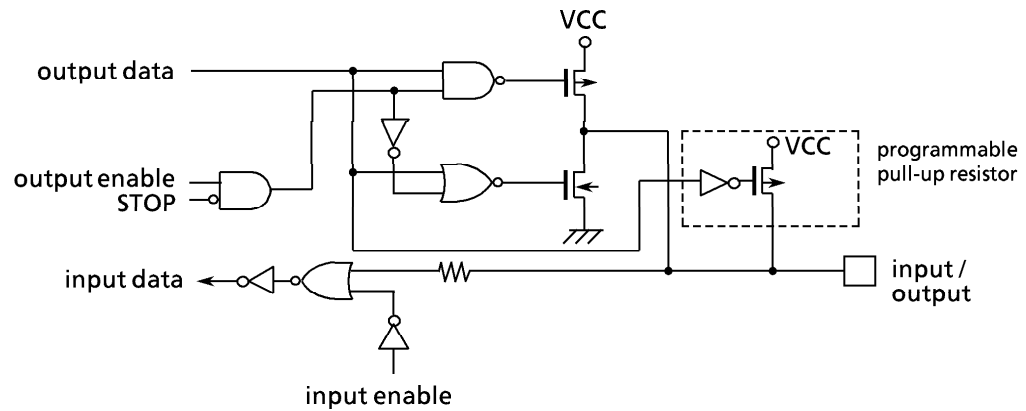 VCC
output data
VCC
programmable
pull-up resistor
output enable
STOP
input data
input /
output
input enable